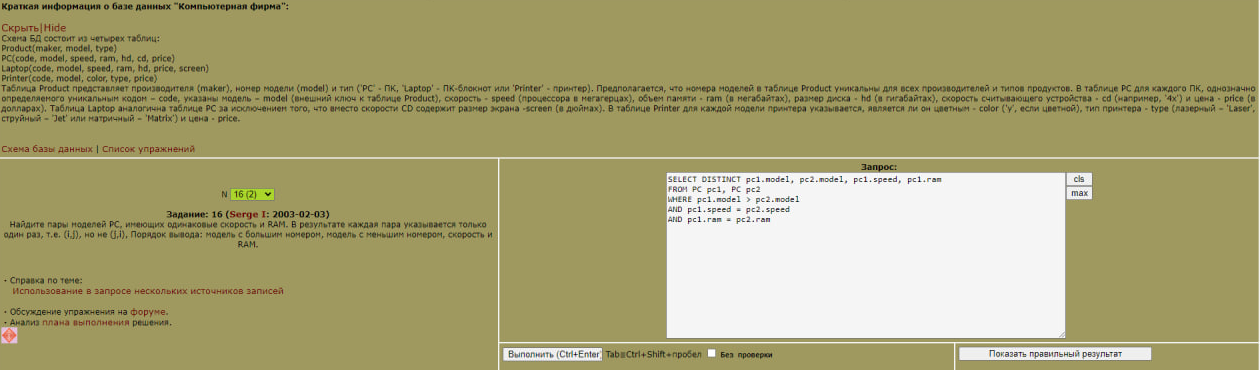 Краткая информация о базе данных "Компьютерная фирма":
Скрыть|Hide
Схема БД состоит из четырех таблиц:
Product(maker, model, type)
PC(code, model, speed, ram, hd, cd, price)
Laptop(code, model, speed, ram, hd, price, screen)
Printer(code, model, color, type, price)
Таблица Product представляет производителя (maker), номер модели (model) и тип ('PC' - ПК, 'Laptop' - ПК-блокнот или 'Printer' - принтер). Предполагается, что номера моделей в таблице Product уникальны для всех производителей и типов продуктов. В таблице PC для каждого ПК, однозначно
определяемого уникальным кодом – code, указаны модель – model (внешний ключ к таблице Product), скорость - speed (процессора в мегагерцах), объем памяти - ram (в мегабайтах), размер диска - hd (в гигабайтах), скорость считывающего устройства - cd (например, '4x') и цена - price (в
долларах). Таблица Laptop аналогична таблице PC за исключением того, что вместо скорости CD содержит размер экрана -screen (в дюймах). В таблице Printer для каждой модели принтера указывается, является ли он цветным - color ('y', если цветной), тип принтера - type (лазерный – 'Laser',
струйный – 'Jet' или матричный – 'Matrix') и цена - price.
Схема базы данных | Список упражнений
N 16 (2)
Задание: 16 (Serge I: 2003-02-03)
Найдите пары моделей PC, имеющих одинаковые скорость и RAM. В результате каждая пара указывается только
один раз, т.е. (i,j), но не (j,i), Порядок вывода: модель с большим номером, модель с меньшим номером, скорость и
RAM.
- Справка по теме:
Использование в запросе нескольких источников записей
- Обсуждение упражнения на форуме.
- Анализ плана выполнения решения.
Запрос:
SELECT DISTINCT pc1.model, pc2.model, pc1.speed, pc1.ram
FROM PC pc1, PC pc2
WHERE pc1.model > pc2.model
AND pc1.speed = pc2.speed
AND pc1.ram = pc2.ram
cls
max
Выполнить (Ctrl+Enter) Tab≡Ctrl+Shift+пробел Без проверки
Показать правильный результат